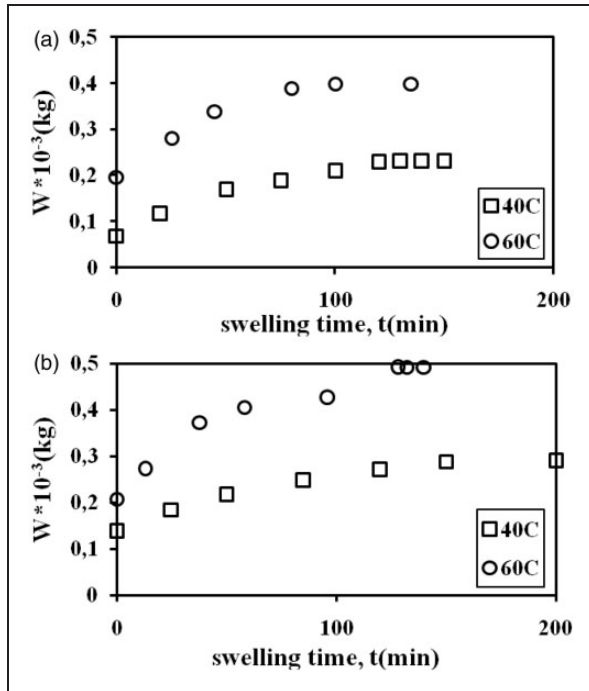 (a)
0,5
0,4
0,3
0,2
0,1
0
W*10⁻³(kg)
40C
60C
0 100 200
swelling time, t(min)
(b)
0,5
0,4
0,3
0,2
0,1
0
W*10⁻³(kg)
40C
60C
0 100 200
swelling time, t(min)